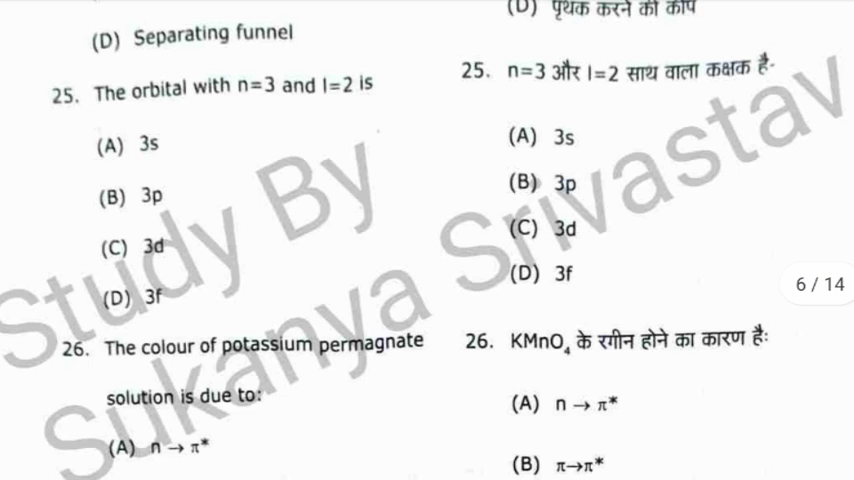 (D) Separating funnel
25. The orbital with n=3 and l=2 is
(A) 3s
(B) 3p
(C) 3d
(D) 3f
26. The colour of potassium permagnate
solution is due to:
(A) n → π*
(D) पृथक करने की कीप
25. n=3 और l=2 साथ वाला कक्षक है-
(A) 3s
(B) 3p
(C) 3d
(D) 3f
26. KMnO₄ के रगीन होने का कारण हैः
(A) n → π*
(B) π→π*
6 / 14
Study By
Sukanya Srivastav